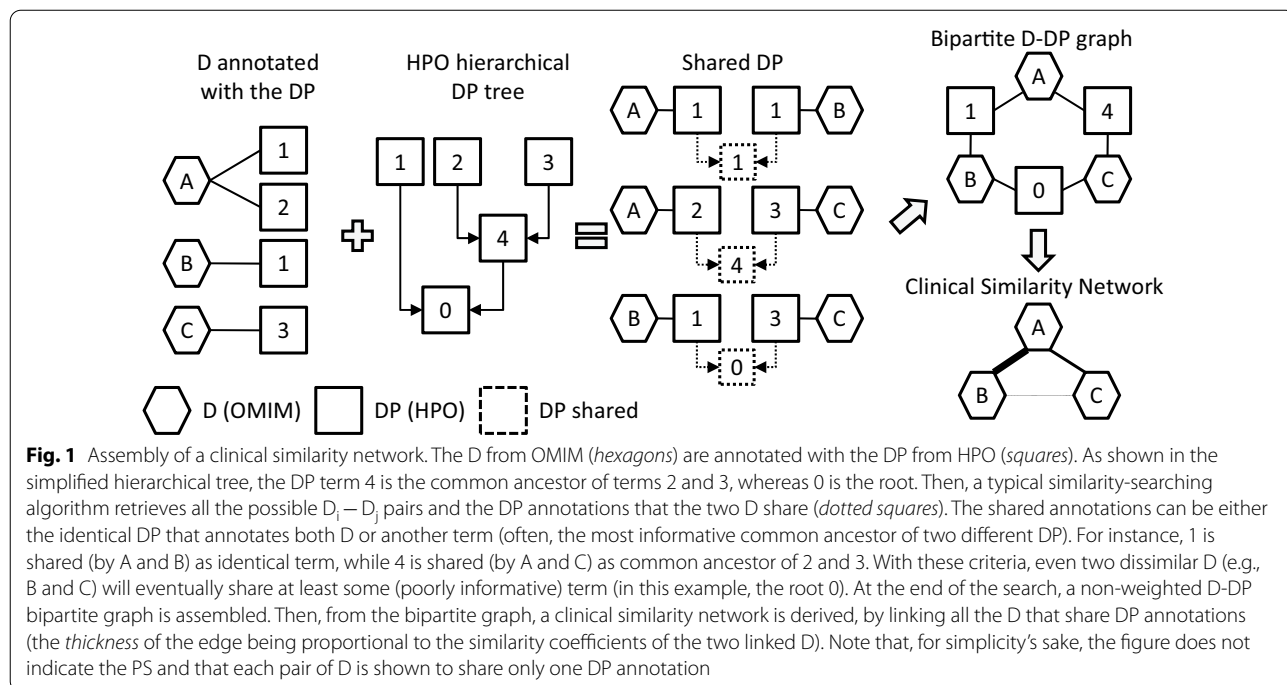 D annotated
with the DP
A
1
2
B
1
C
3
HPO hierarchical
DP tree
1
2
3
4
0
Shared DP
A
1
1
B
1
A
2
3
C
4
B
1
3
C
0
Bipartite D-DP graph
A
1
4
B
0
C
Clinical Similarity Network
A
B
C
D (OMIM)
DP (HPO)
DP shared
Fig. 1 Assembly of a clinical similarity network. The D from OMIM (hexagons) are annotated with the DP from HPO (squares). As shown in the
simplified hierarchical tree, the DP term 4 is the common ancestor of terms 2 and 3, whereas 0 is the root. Then, a typical similarity-searching
algorithm retrieves all the possible Di − Dj pairs and the DP annotations that the two D share (dotted squares). The shared annotations can be either
the identical DP that annotates both D or another term (often, the most informative common ancestor of two different DP). For instance, 1 is
shared (by A and B) as identical term, while 4 is shared (by A and C) as common ancestor of 2 and 3. With these criteria, even two dissimilar D (e.g.,
B and C) will eventually share at least some (poorly informative) term (in this example, the root 0). At the end of the search, a non-weighted D-DP
bipartite graph is assembled. Then, from the bipartite graph, a clinical similarity network is derived, by linking all the D that share DP annotations
(the thickness of the edge being proportional to the similarity coefficients of the two linked D). Note that, for simplicity's sake, the figure does not
indicate the PS and that each pair of D is shown to share only one DP annotation